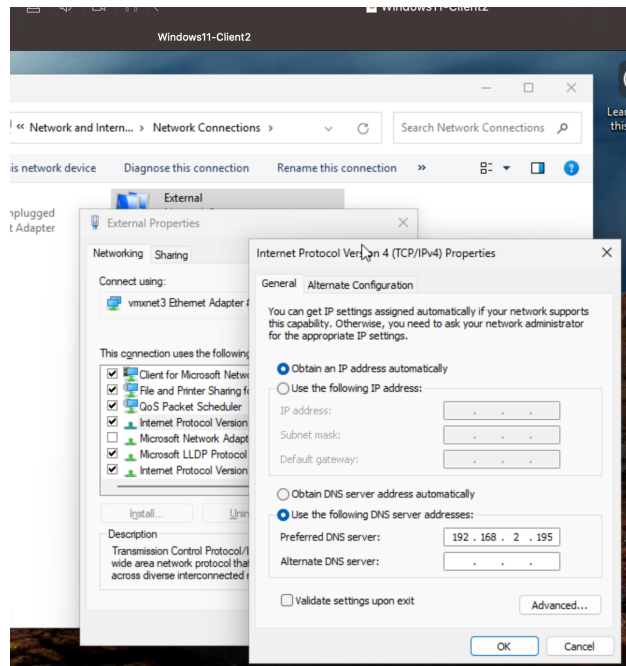 Windows11-Client2
Windows11-Client2
« Network and Intern... › Network Connections ›
Search Network Connections
is network device Diagnose this connection Rename this connection »
External
nplugged
t Adapter
External Properties
Networking Sharing
Connect using:
vmxnet3 Ethernet Adapter #
This connection uses the following
Client for Microsoft Netwo
File and Printer Sharing fo
QoS Packet Scheduler
Internet Protocol Version
Microsoft Network Adapt
Microsoft LLDP Protocol
Internet Protocol Version
Install... Unin
Description
Transmission Control Protocol/I
wide area network protocol that
across diverse interconnected n
Internet Protocol Version 4 (TCP/IPv4) Properties
General Alternate Configuration
You can get IP settings assigned automatically if your network supports
this capability. Otherwise, you need to ask your network administrator
for the appropriate IP settings.
Obtain an IP address automatically
Use the following IP address:
IP address:
Subnet mask:
Default gateway:
Obtain DNS server address automatically
Use the following DNS server addresses:
Preferred DNS server: 192 . 168 . 2 . 195
Alternate DNS server:
Validate settings upon exit
Advanced...
OK Cancel
Lear
this